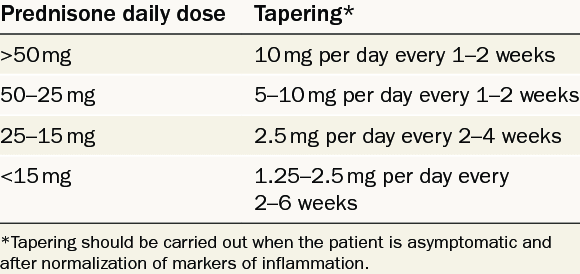 Prednisone daily dose Tapering*
>50 mg 10 mg per day every 1–2 weeks
50–25 mg 5–10 mg per day every 1–2 weeks
25–15 mg 2.5 mg per day every 2–4 weeks
<15 mg 1.25–2.5 mg per day every
2–6 weeks
*Tapering should be carried out when the patient is asymptomatic and
after normalization of markers of inflammation.